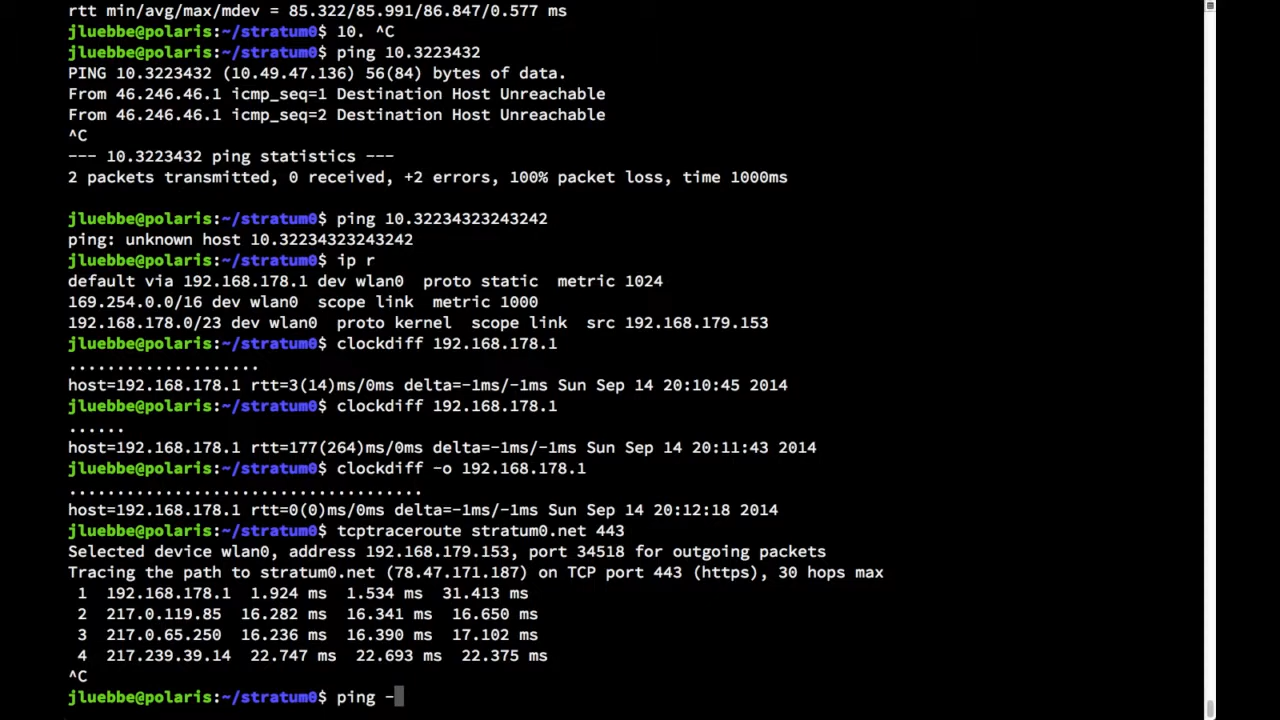 rtt min/avg/max/mdev = 85.322/85.991/86.847/0.577 ms
jluebbe@polaris:~/stratum0$ 10. ^C
jluebbe@polaris:~/stratum0$ ping 10.3223432
PING 10.3223432 (10.49.47.136) 56(84) bytes of data.
From 46.246.46.1 icmp_seq=1 Destination Host Unreachable
From 46.246.46.1 icmp_seq=2 Destination Host Unreachable
^C
--- 10.3223432 ping statistics ---
2 packets transmitted, 0 received, +2 errors, 100% packet loss, time 1000ms
jluebbe@polaris:~/stratum0$ ping 10.32234323243242
ping: unknown host 10.32234323243242
jluebbe@polaris:~/stratum0$ ip r
default via 192.168.178.1 dev wlan0  proto static  metric 1024
169.254.0.0/16 dev wlan0  scope link  metric 1000
192.168.178.0/23 dev wlan0  proto kernel  scope link  src 192.168.179.153
jluebbe@polaris:~/stratum0$ clockdiff 192.168.178.1
....................
host=192.168.178.1 rtt=3(14)ms/0ms delta=-1ms/-1ms Sun Sep 14 20:10:45 2014
jluebbe@polaris:~/stratum0$ clockdiff 192.168.178.1
......
host=192.168.178.1 rtt=177(264)ms/0ms delta=-1ms/-1ms Sun Sep 14 20:11:43 2014
jluebbe@polaris:~/stratum0$ clockdiff -o 192.168.178.1
.....................................
host=192.168.178.1 rtt=0(0)ms/0ms delta=-1ms/-1ms Sun Sep 14 20:12:18 2014
jluebbe@polaris:~/stratum0$ tcptraceroute stratum0.net 443
Selected device wlan0, address 192.168.179.153, port 34518 for outgoing packets
Tracing the path to stratum0.net (78.47.171.187) on TCP port 443 (https), 30 hops max
 1  192.168.178.1  1.924 ms  1.534 ms  31.413 ms
 2  217.0.119.85  16.282 ms  16.341 ms  16.650 ms
 3  217.0.65.250  16.236 ms  16.390 ms  17.102 ms
 4  217.239.39.14  22.747 ms  22.693 ms  22.375 ms
^C
jluebbe@polaris:~/stratum0$ ping -